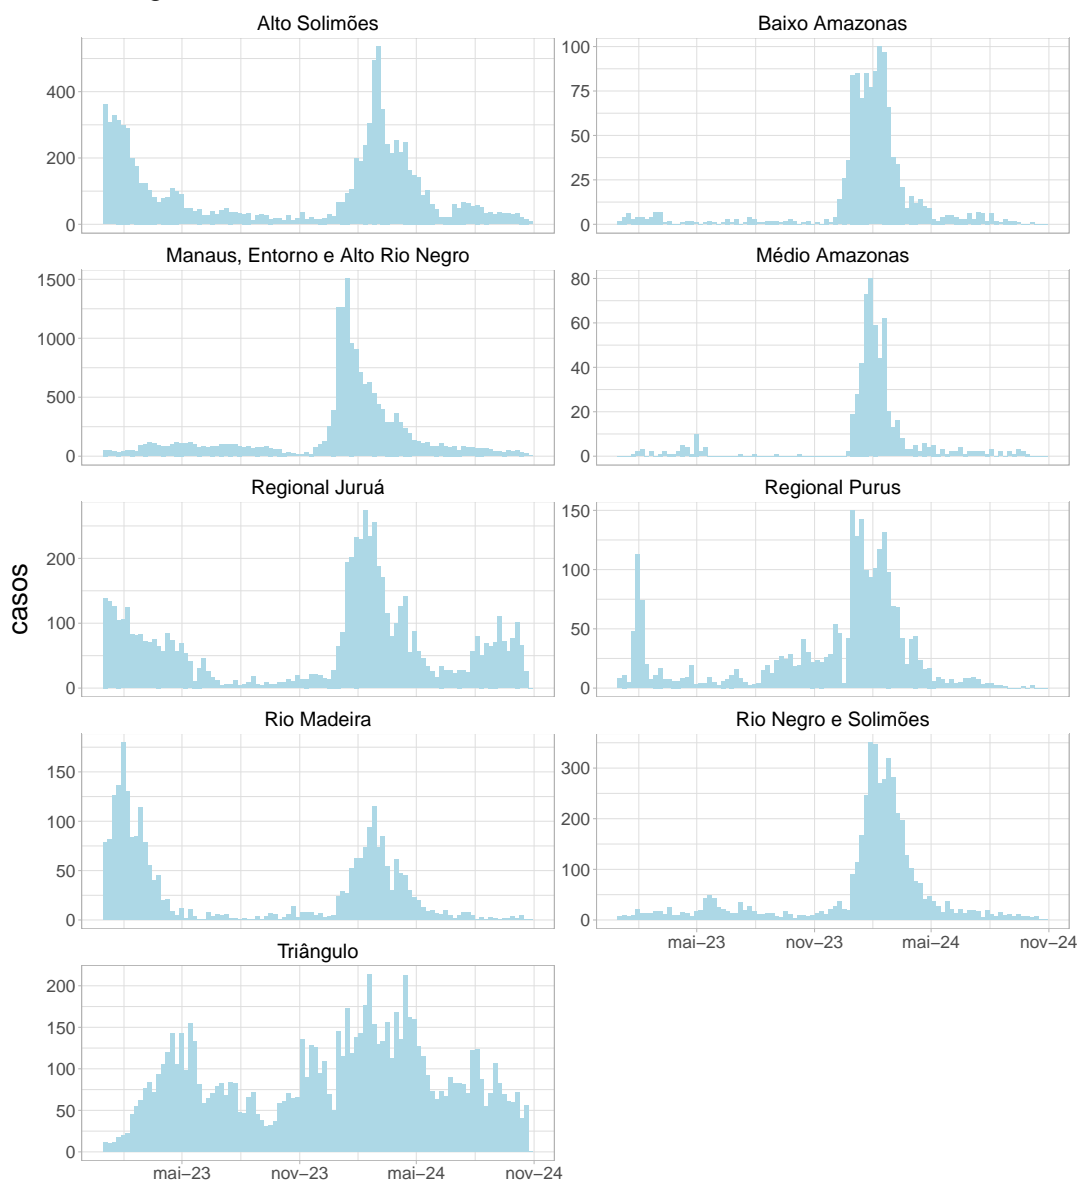 Alto Solimões
Baixo Amazonas
400
200
0
100
75
50
25
0
Manaus, Entorno e Alto Rio Negro
Médio Amazonas
1500
1000
500
0
80
60
40
20
0
Regional Juruá
Regional Purus
200
100
0
150
100
50
0
casos
Rio Madeira
Rio Negro e Solimões
150
100
50
0
300
200
100
0
mai−23
nov−23
mai−24
nov−24
Triângulo
200
150
100
50
0
mai−23
nov−23
mai−24
nov−24